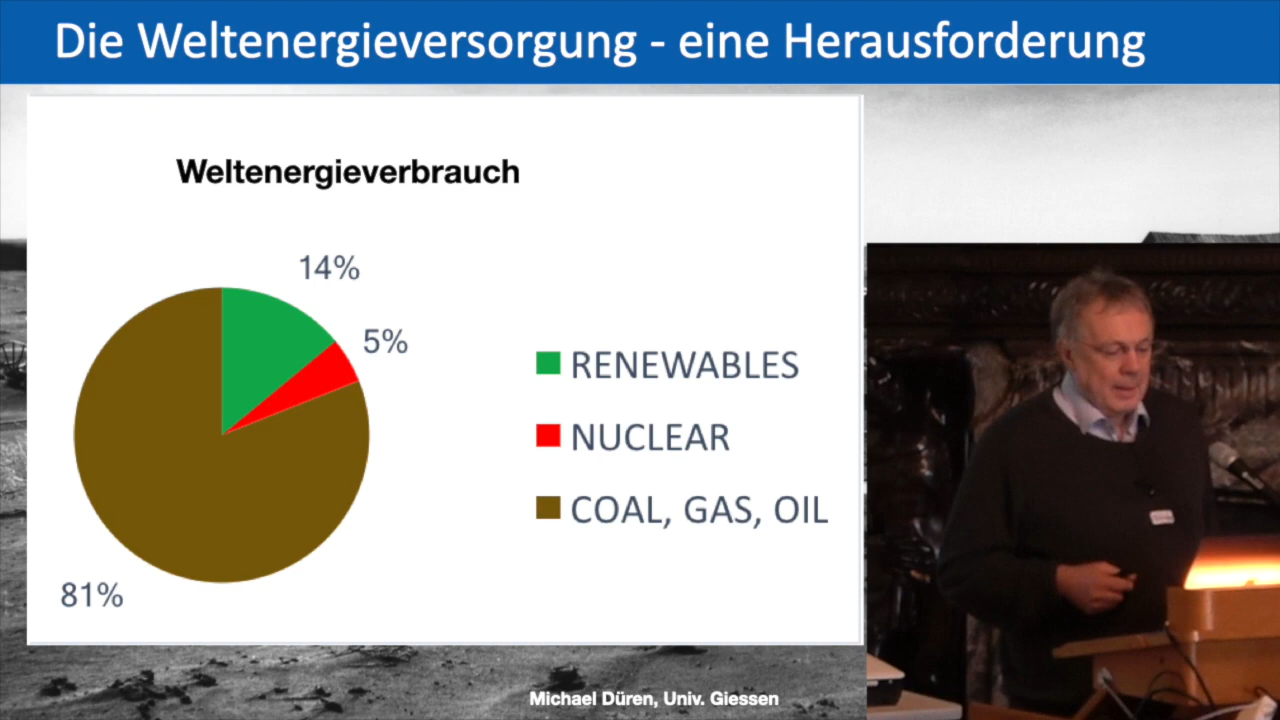 Die Weltenergieversorgung - eine Herausforderung
Weltenergieverbrauch
14%
5%
RENEWABLES
NUCLEAR
COAL, GAS, OIL
81%
Michael Düren, Univ. Giessen